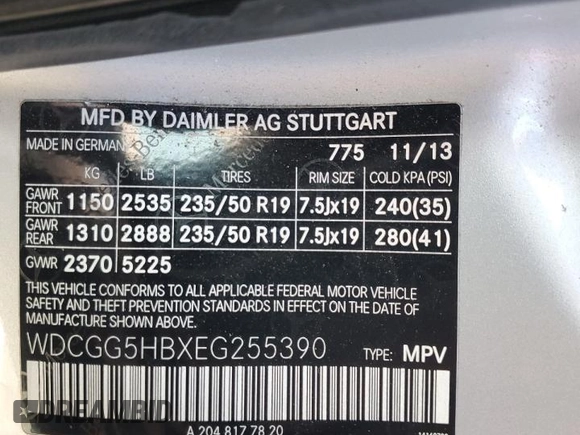 MFD BY DAIMLER AG STUTTGART
MADE IN GERMANY 775 11/13
KG LB TIRES RIM SIZE COLD KPA (PSI)
GAWR FRONT 1150 2535 235/50 R19 7.5Jx19 240(35)
GAWR REAR 1310 2888 235/50 R19 7.5Jx19 280(41)
GVWR 2370 5225
THIS VEHICLE CONFORMS TO ALL APPLICABLE FEDERAL MOTOR VEHICLE
SAFETY AND THEFT PREVENTION STANDARDS IN EFFECT ON THE DATE OF
MANUFACTURE SHOWN ABOVE.
WDCGG5HBXEG255390 TYPE: MPV
A 204 817 78 20
DREAMBID